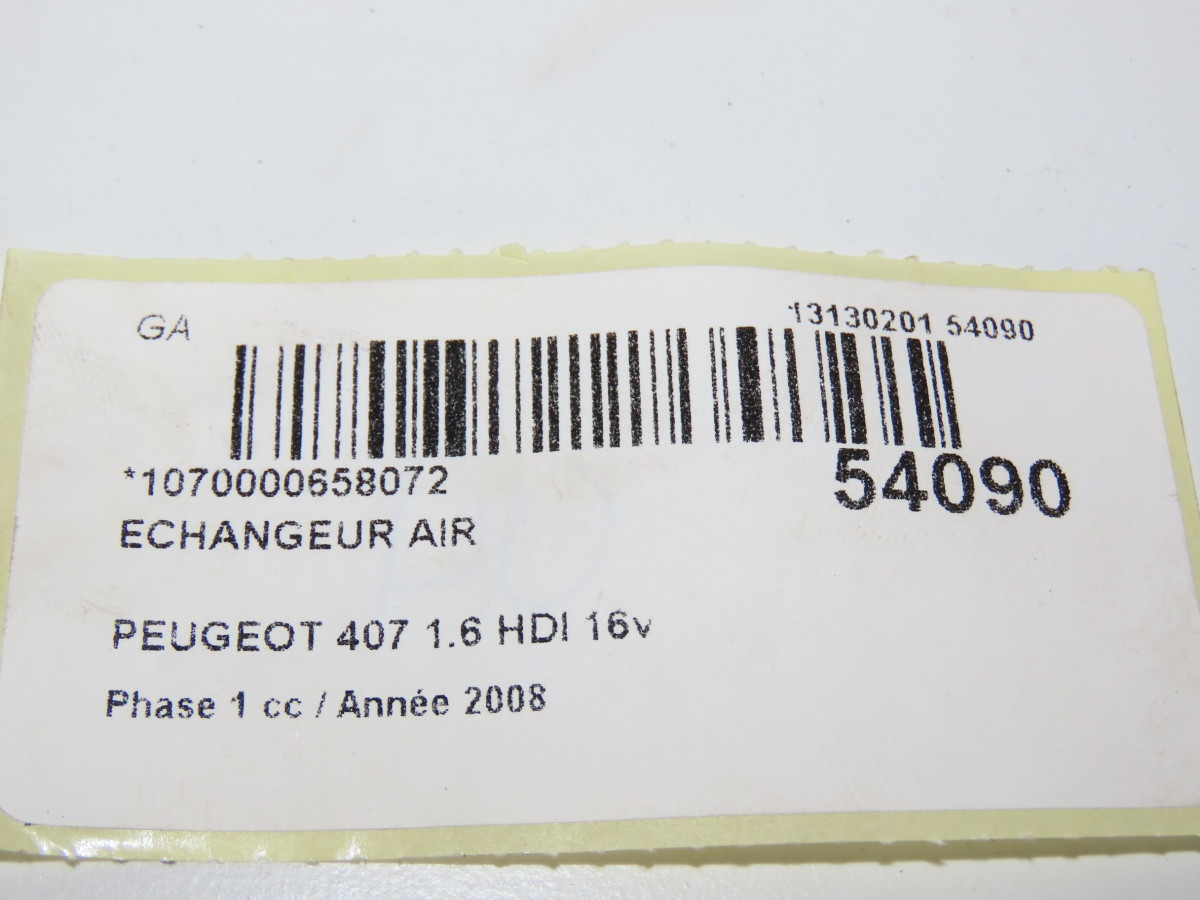 GA
13130201 54090
*1070000658072
54090
ECHANGEUR AIR
PEUGEOT 407 1.6 HDI 16v
Phase 1 cc / Année 2008